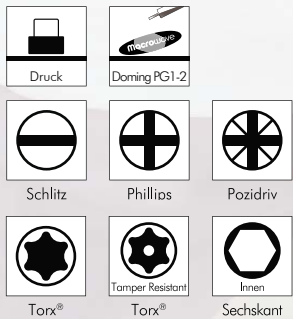 Druck
Macrowave
Doming PG1-2
Schlitz
Phillips
Pozidriv
Torx®
Tamper Resistant
Torx®
Innen
Sechskant